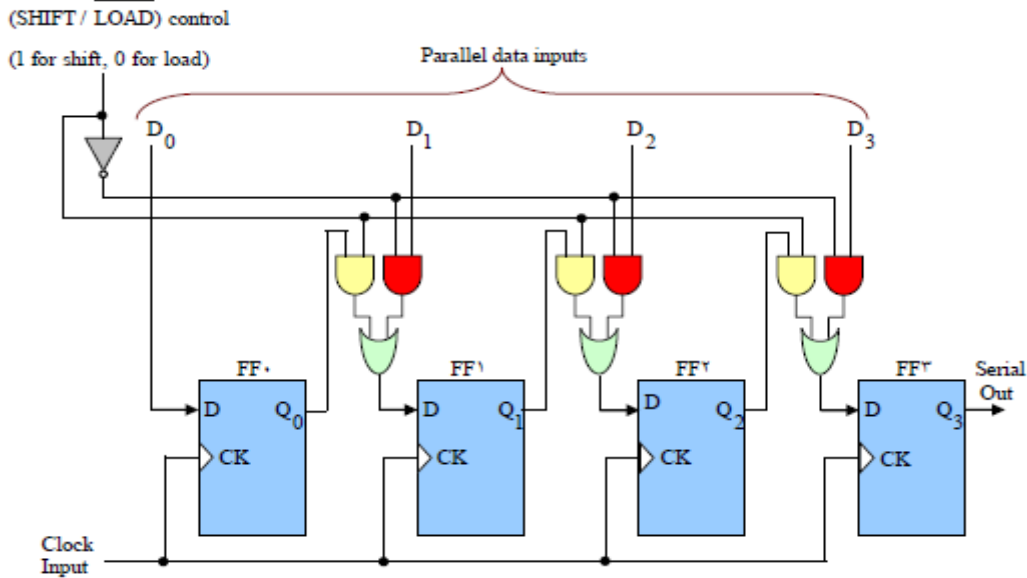 (SHIFT / LOAD) control
(1 for shift, 0 for load)
Parallel data inputs
D0 D1 D2 D3
FF٠ FF١ FF٢ FF٣
Serial
Out
D Q0 D Q1 D Q2 D Q3
CK CK CK CK
Clock
Input